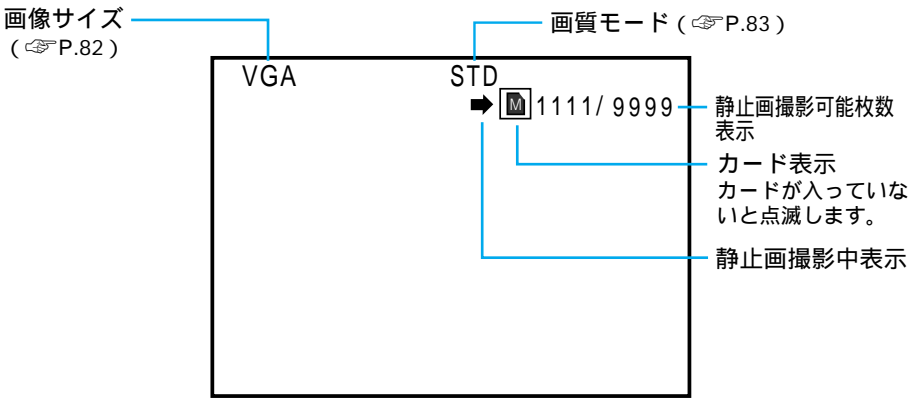 画像サイズ
(☞P.82)
画質モード(☞P.83)
VGA
STD
M 1111/ 9999
静止画撮影可能枚数
表示
カード表示
カードが入っていな
いと点滅します。
静止画撮影中表示